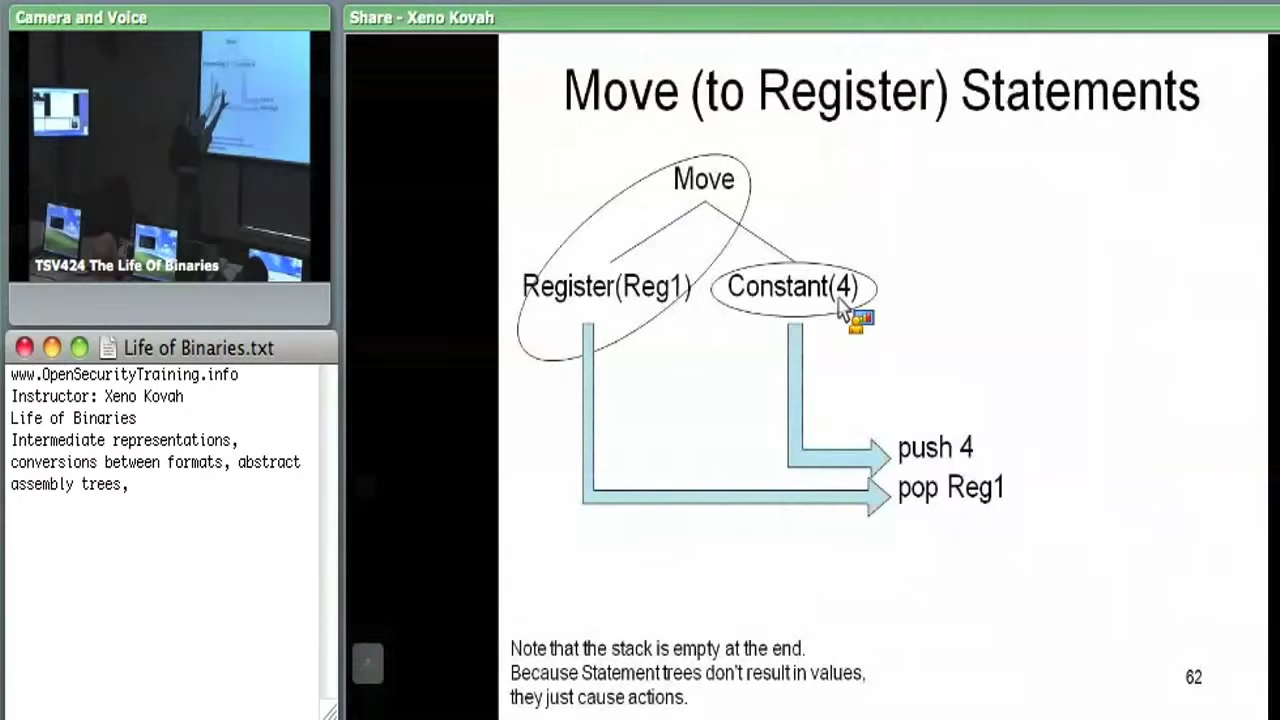 Camera and Voice
TSV424 The Life Of Binaries
Life of Binaries.txt
www.OpenSecurityTraining.info
Instructor: Xeno Kovah
Life of Binaries
Intermediate representations,
conversions between formats, abstract
assembly trees,
Share - Xeno Kovah
Move (to Register) Statements
Move
Register(Reg1) Constant(4)
push 4
pop Reg1
Note that the stack is empty at the end.
Because Statement trees don't result in values,
they just cause actions.
62